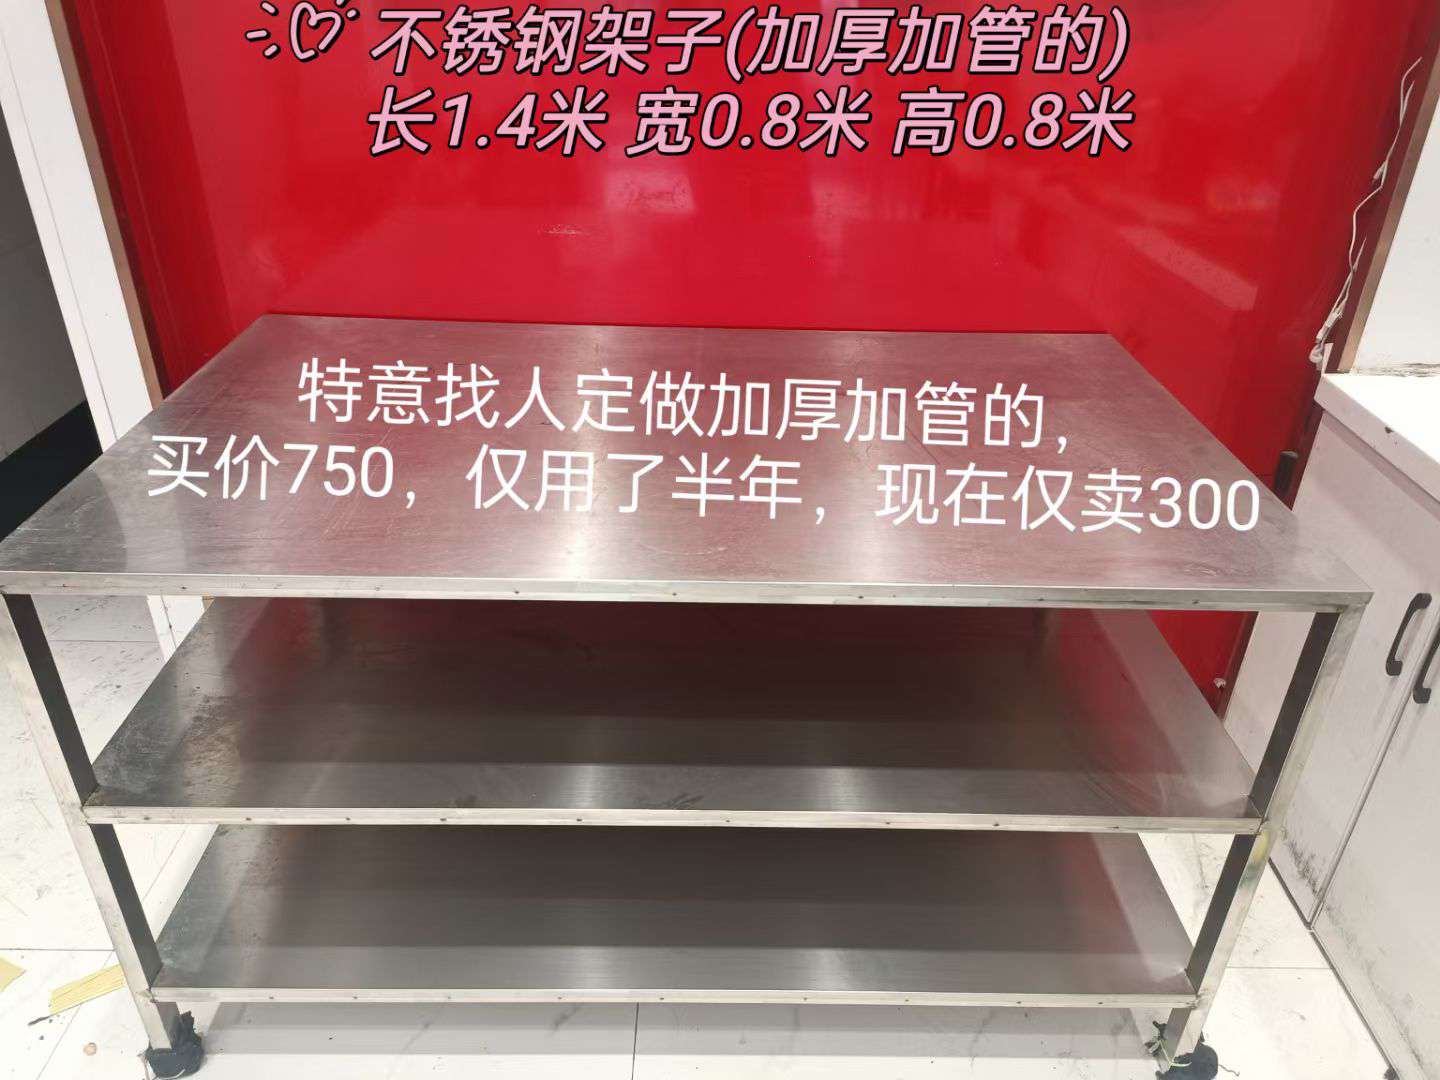 不锈钢架子(加厚加管的)
长1.4米 宽0.8米 高0.8米
特意找人定做加厚加管的，
买价750，仅用了半年，现在仅卖300